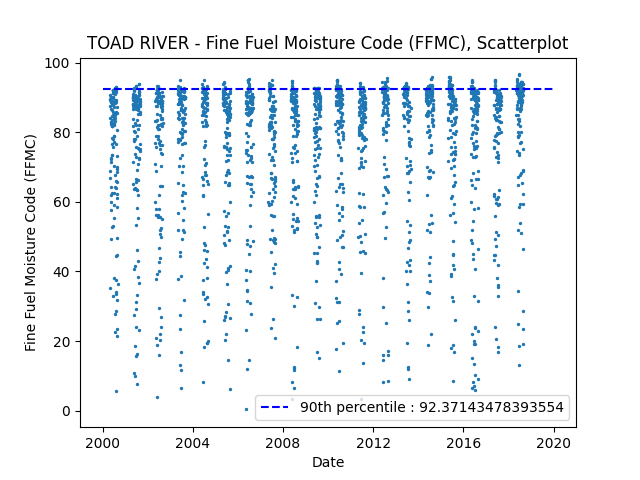 TOAD RIVER - Fine Fuel Moisture Code (FFMC), Scatterplot
100
80
60
40
20
0
Fine Fuel Moisture Code (FFMC)
90th percentile : 92.37143478393554
2000 2004 2008 2012 2016 2020
Date